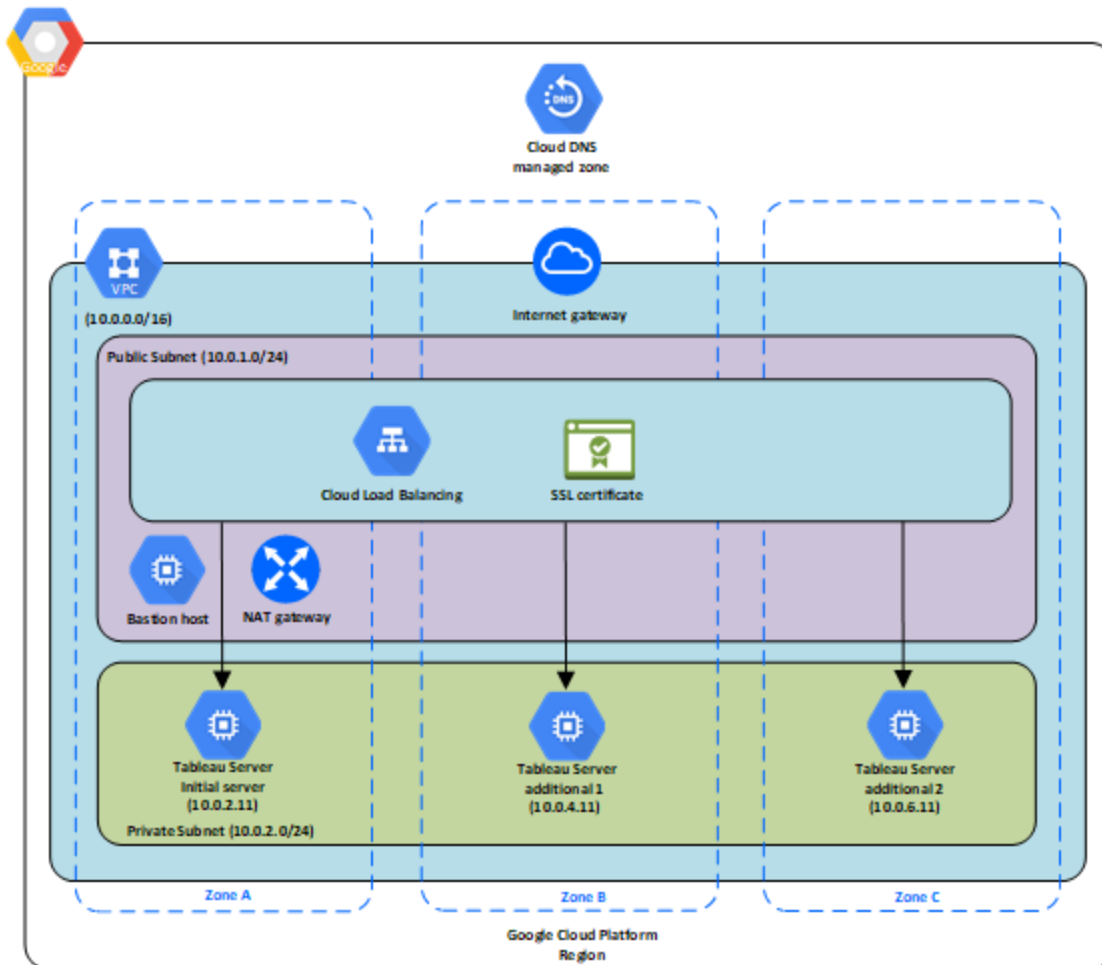 Google
DNS
Cloud DNS
managed zone
VPC
(10.0.0.0/16)
Internet gateway
Public Subnet (10.0.1.0/24)
Cloud Load Balancing
SSL certificate
Bastion host
NAT gateway
Tableau Server
Initial server
(10.0.2.11)
Tableau Server
additional 1
(10.0.4.11)
Tableau Server
additional 2
(10.0.6.11)
Private Subnet (10.0.2.0/24)
Zone A
Zone B
Zone C
Google Cloud Platform
Region